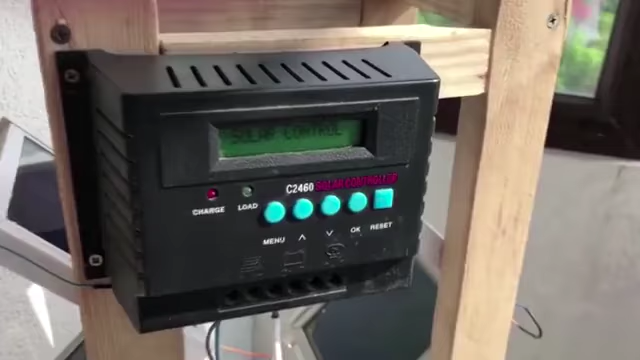 SOLAR CONTROL
C2460 SOLAR CONTROLLER
CHARGE LOAD
MENU OK RESET